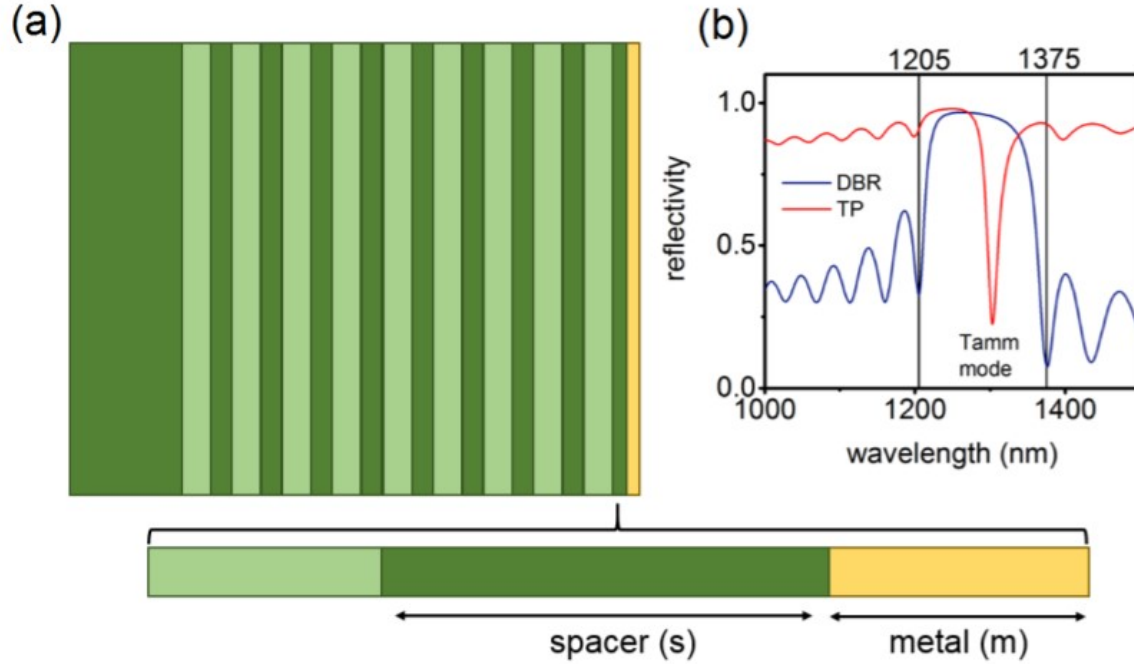 (a)
(b)
1205 1375
1.0
0.5
0.0
reflectivity
DBR
TP
Tamm
mode
1000 1200 1400
wavelength (nm)
spacer (s)
metal (m)